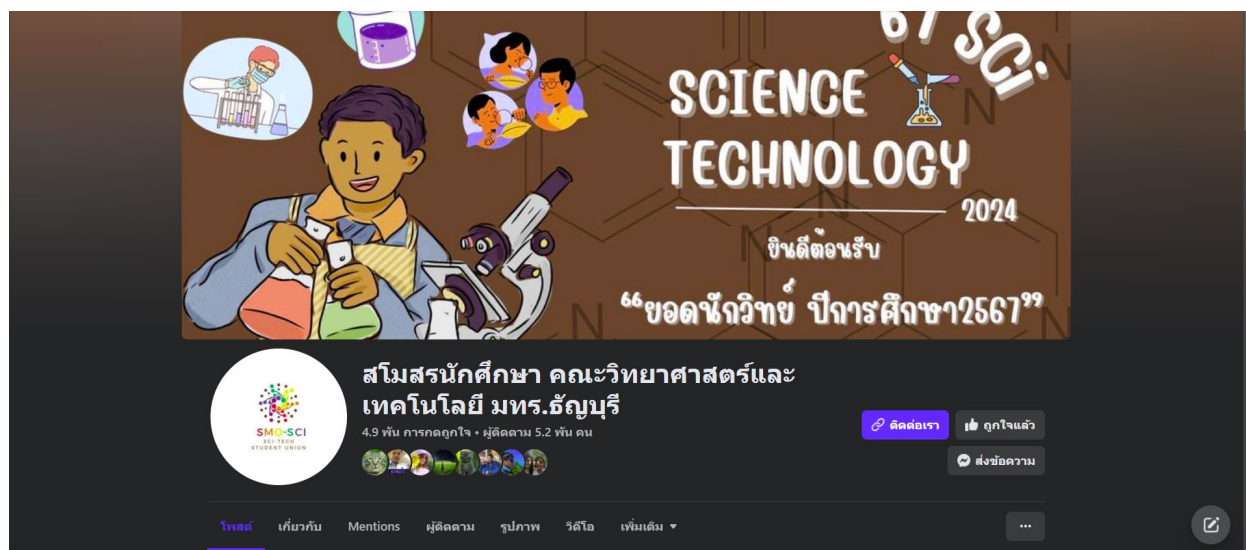 67 SCI.
SCIENCE
TECHNOLOGY
2024
ยินดีต้อนรับ
“ยอดนักวิทย์ ปีการศึกษา2567”
N
N
N
N
N
SMO-SCI
SCI-TECH
STUDENT UNION
สโมสรนักศึกษา คณะวิทยาศาสตร์และ
เทคโนโลยี มทร.ธัญบุรี
4.9 พัน การกดถูกใจ • ผู้ติดตาม 5.2 พัน คน
ติดต่อเรา
ถูกใจแล้ว
ส่งข้อความ
โพสต์ เกี่ยวกับ Mentions ผู้ติดตาม รูปภาพ วิดีโอ เพิ่มเติม